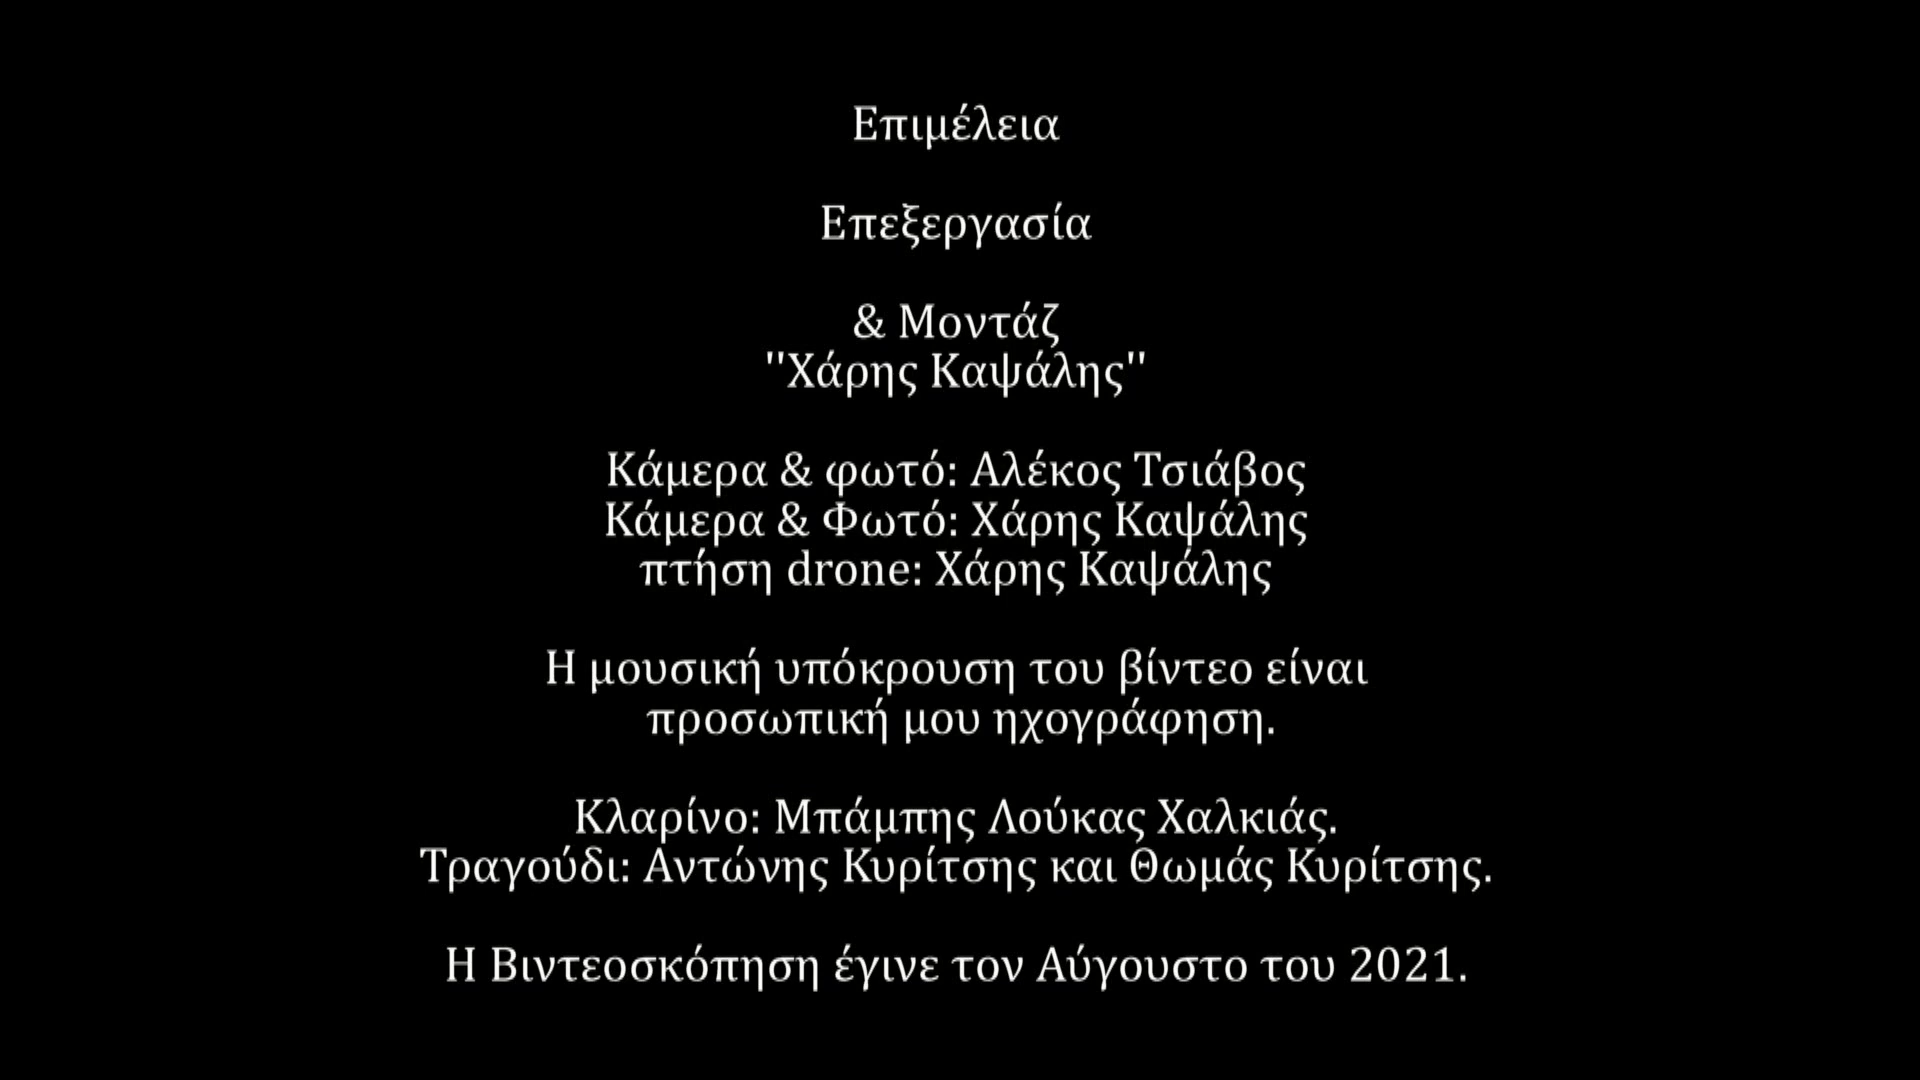 Επιμέλεια
Επεξεργασία
& Μοντάζ
''Χάρης Καψάλης''
Κάμερα & φωτό: Αλέκος Τσιάβος
Κάμερα & Φωτό: Χάρης Καψάλης
πτήση drone: Χάρης Καψάλης
Η μουσική υπόκρουση του βίντεο είναι
προσωπική μου ηχογράφηση.
Κλαρίνο: Μπάμπης Λούκας Χαλκιάς.
Τραγούδι: Αντώνης Κυρίτσης και Θωμάς Κυρίτσης.
Η Βιντεοσκόπηση έγινε τον Αύγουστο του 2021.